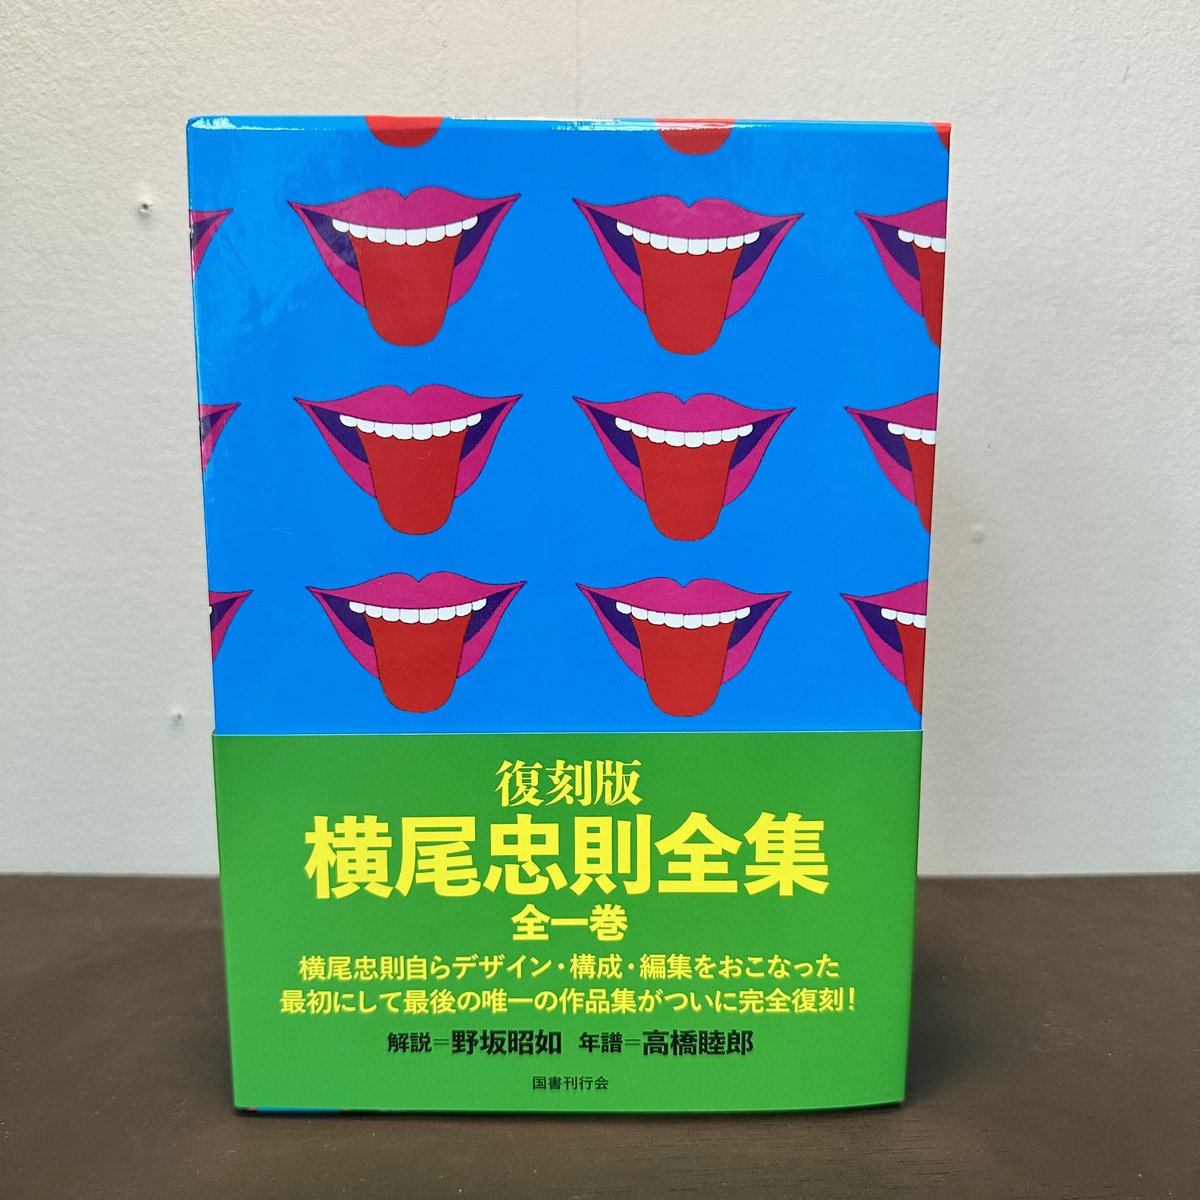 復刻版
横尾忠則全集
全一巻
横尾忠則自らデザイン・構成・編集をおこなった
最初にして最後の唯一の作品集がついに完全復刻!
解説=野坂昭如 年譜=高橋睦郎
国書刊行会